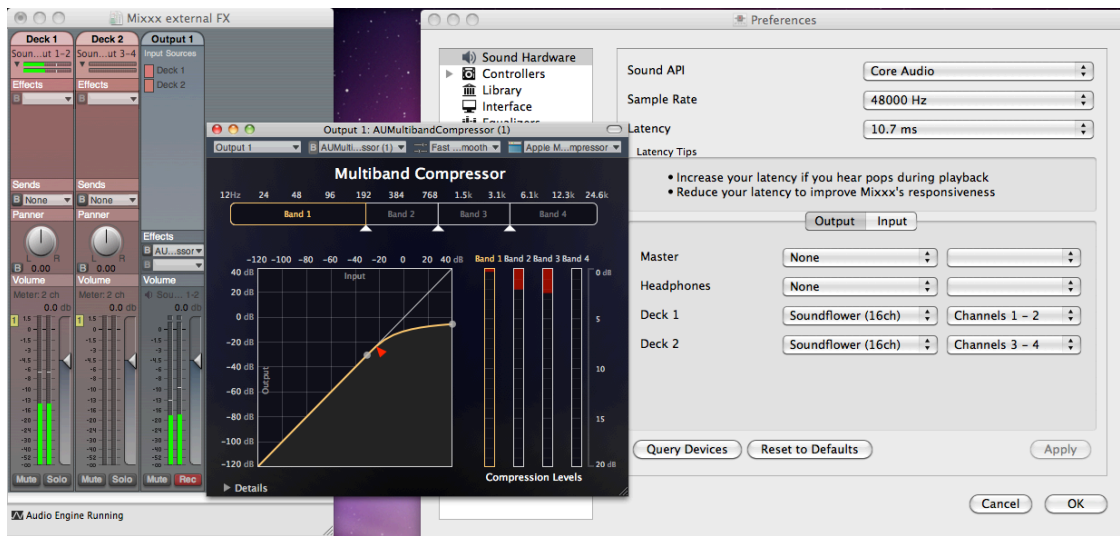 Mixxx external FX
Deck 1 Deck 2 Output 1
Soun...ut 1-2 Soun...ut 3-4 Input Sources
Deck 1
Deck 2
Effects Effects
B B
Sends Sends
B None B None
Panner Panner
L R L R
B 0.00 B 0.00
Effects
B AU...ssor
B
Volume Volume Volume
Meter: 2 ch Meter: 2 ch Sou... 1-2
0.0 db 0.0 db 0.0 db
Mute Solo Mute Solo Mute Rec
Audio Engine Running
Output 1: AUMultibandCompressor (1)
Output 1 B AUMulti...ssor (1) Fast ...mooth Apple M...mpressor
Multiband Compressor
12Hz 24 48 96 192 384 768 1.5k 3.1k 6.1k 12.3k 24.6k
Band 1 Band 2 Band 3 Band 4
-120 -100 -80 -60 -40 -20 0 20 40 dB
Input
40 dB
20 dB
0 dB
-20 dB
-40 dB
-60 dB
-80 dB
-100 dB
-120 dB
Output
Band 1 Band 2 Band 3 Band 4
0 dB
5
10
15
20 dB
Compression Levels
Details
Preferences
Sound Hardware
Controllers
Library
Interface
Equalizers
Sound API Core Audio
Sample Rate 48000 Hz
Latency 10.7 ms
Latency Tips
• Increase your latency if you hear pops during playback
• Reduce your latency to improve Mixxx's responsiveness
Output Input
Master None
Headphones None
Deck 1 Soundflower (16ch) Channels 1 – 2
Deck 2 Soundflower (16ch) Channels 3 – 4
Query Devices Reset to Defaults Apply
Cancel OK